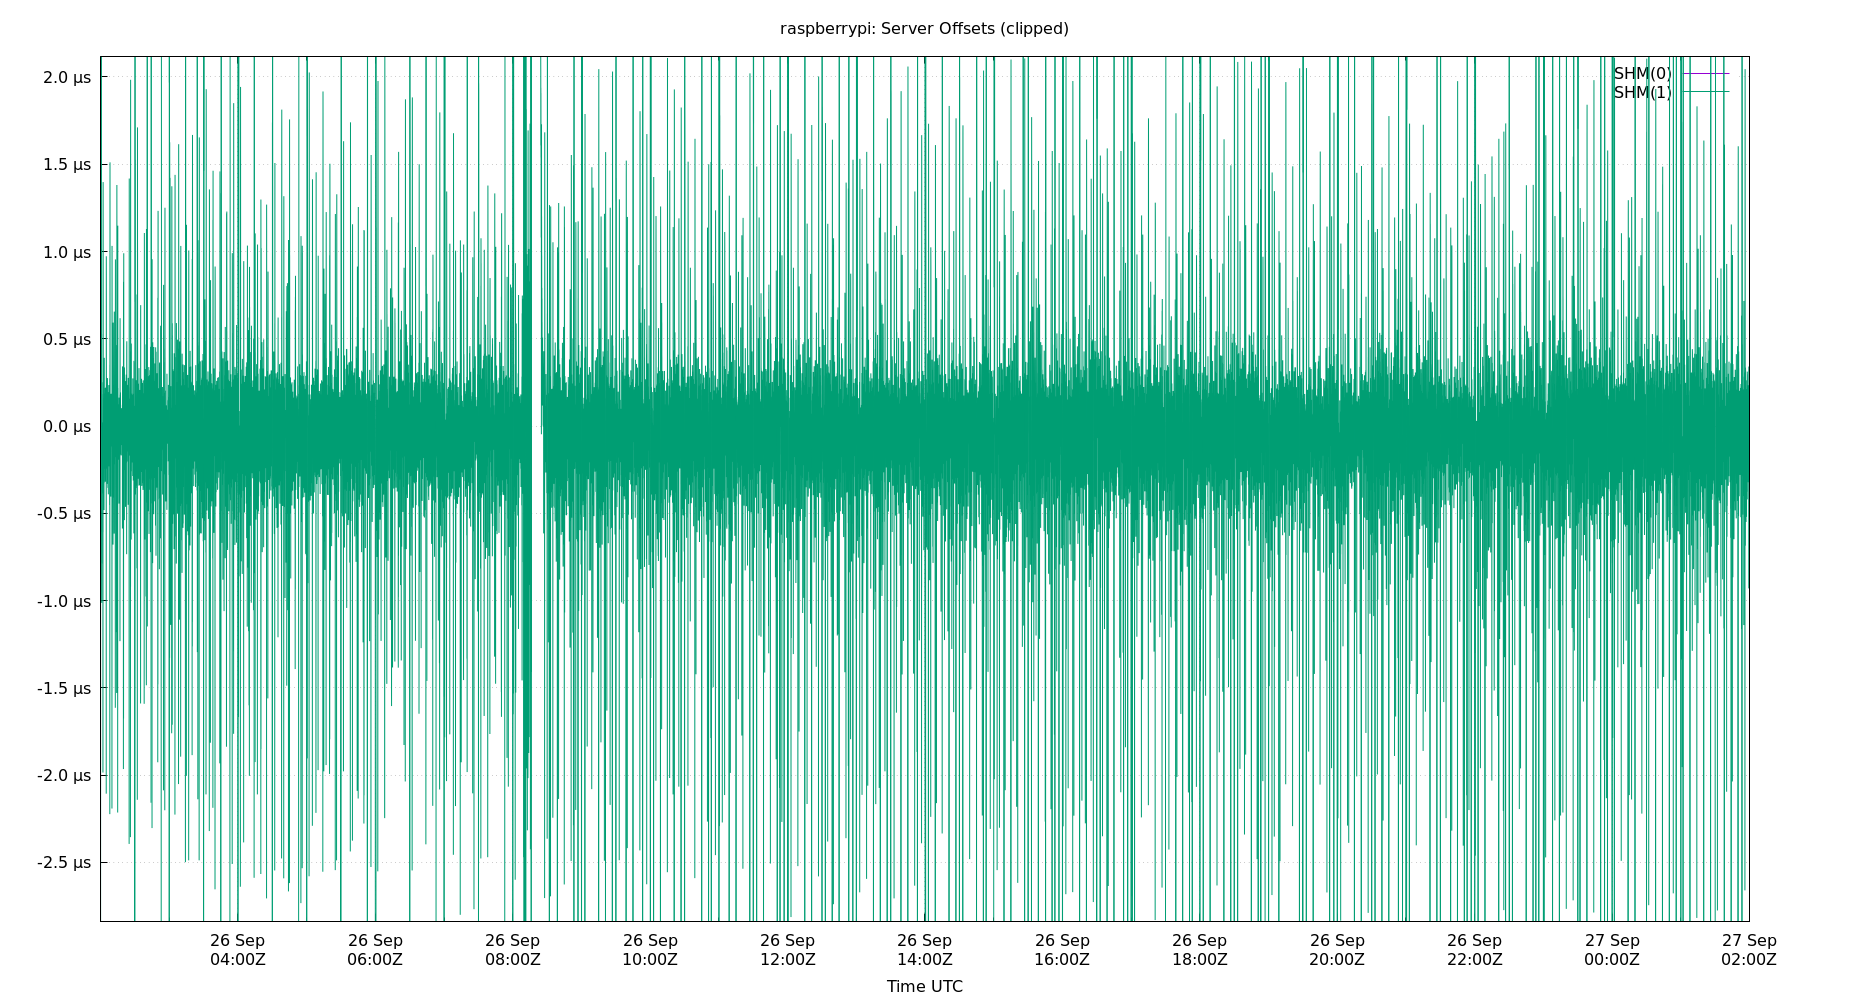 raspberrypi: Server Offsets (clipped)
SHM(0)
SHM(1)
2.0 µs
1.5 µs
1.0 µs
0.5 µs
0.0 µs
-0.5 µs
-1.0 µs
-1.5 µs
-2.0 µs
-2.5 µs
26 Sep 26 Sep 26 Sep 26 Sep 26 Sep 26 Sep 26 Sep 26 Sep 26 Sep 26 Sep 27 Sep 27 Sep
04:00Z 06:00Z 08:00Z 10:00Z 12:00Z 14:00Z 16:00Z 18:00Z 20:00Z 22:00Z 00:00Z 02:00Z
Time UTC